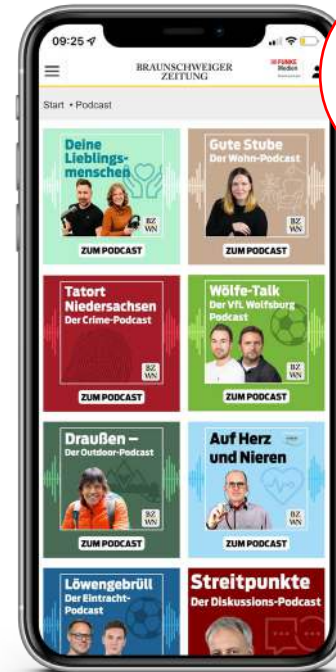 09:25
BRAUNSCHWEIGER
ZEITUNG
FUNKE
Medien
Start • Podcast
Deine
Lieblings-
menschen
BZ
WN
ZUM PODCAST
Gute Stube
Der Wohn-Podcast
BZ
WN
ZUM PODCAST
Tatort
Niedersachsen
Der Crime-Podcast
BZ
WN
ZUM PODCAST
Wölfe-Talk
Der VfL Wolfsburg
Podcast
BZ
WN
ZUM PODCAST
Draußen –
Der Outdoor-Podcast
BZ
WN
ZUM PODCAST
Auf Herz
und Nieren
BZ
WN
ZUM PODCAST
Löwengebrüll
Der Eintracht-
Podcast
Streitpunkte
Der Diskussions-Podcast